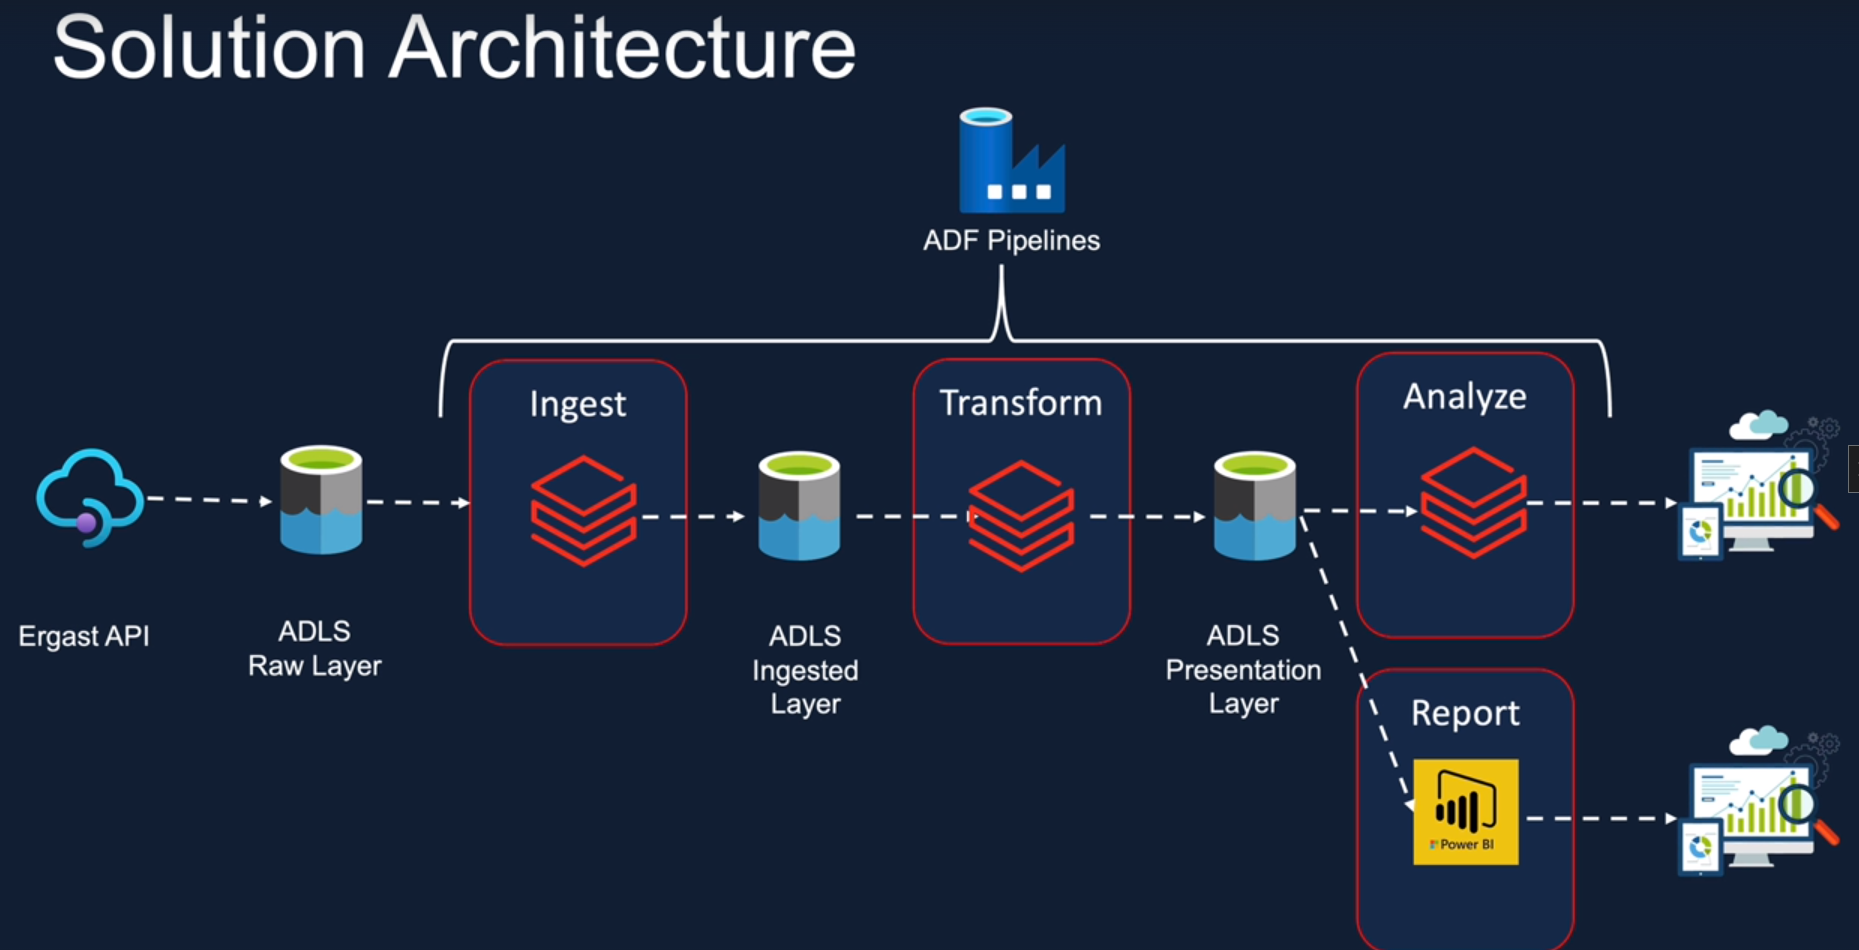 Solution Architecture
ADF Pipelines
Ingest
Transform
Analyze
Ergast API
ADLS
Raw Layer
ADLS
Ingested
Layer
ADLS
Presentation
Layer
Report
Power BI